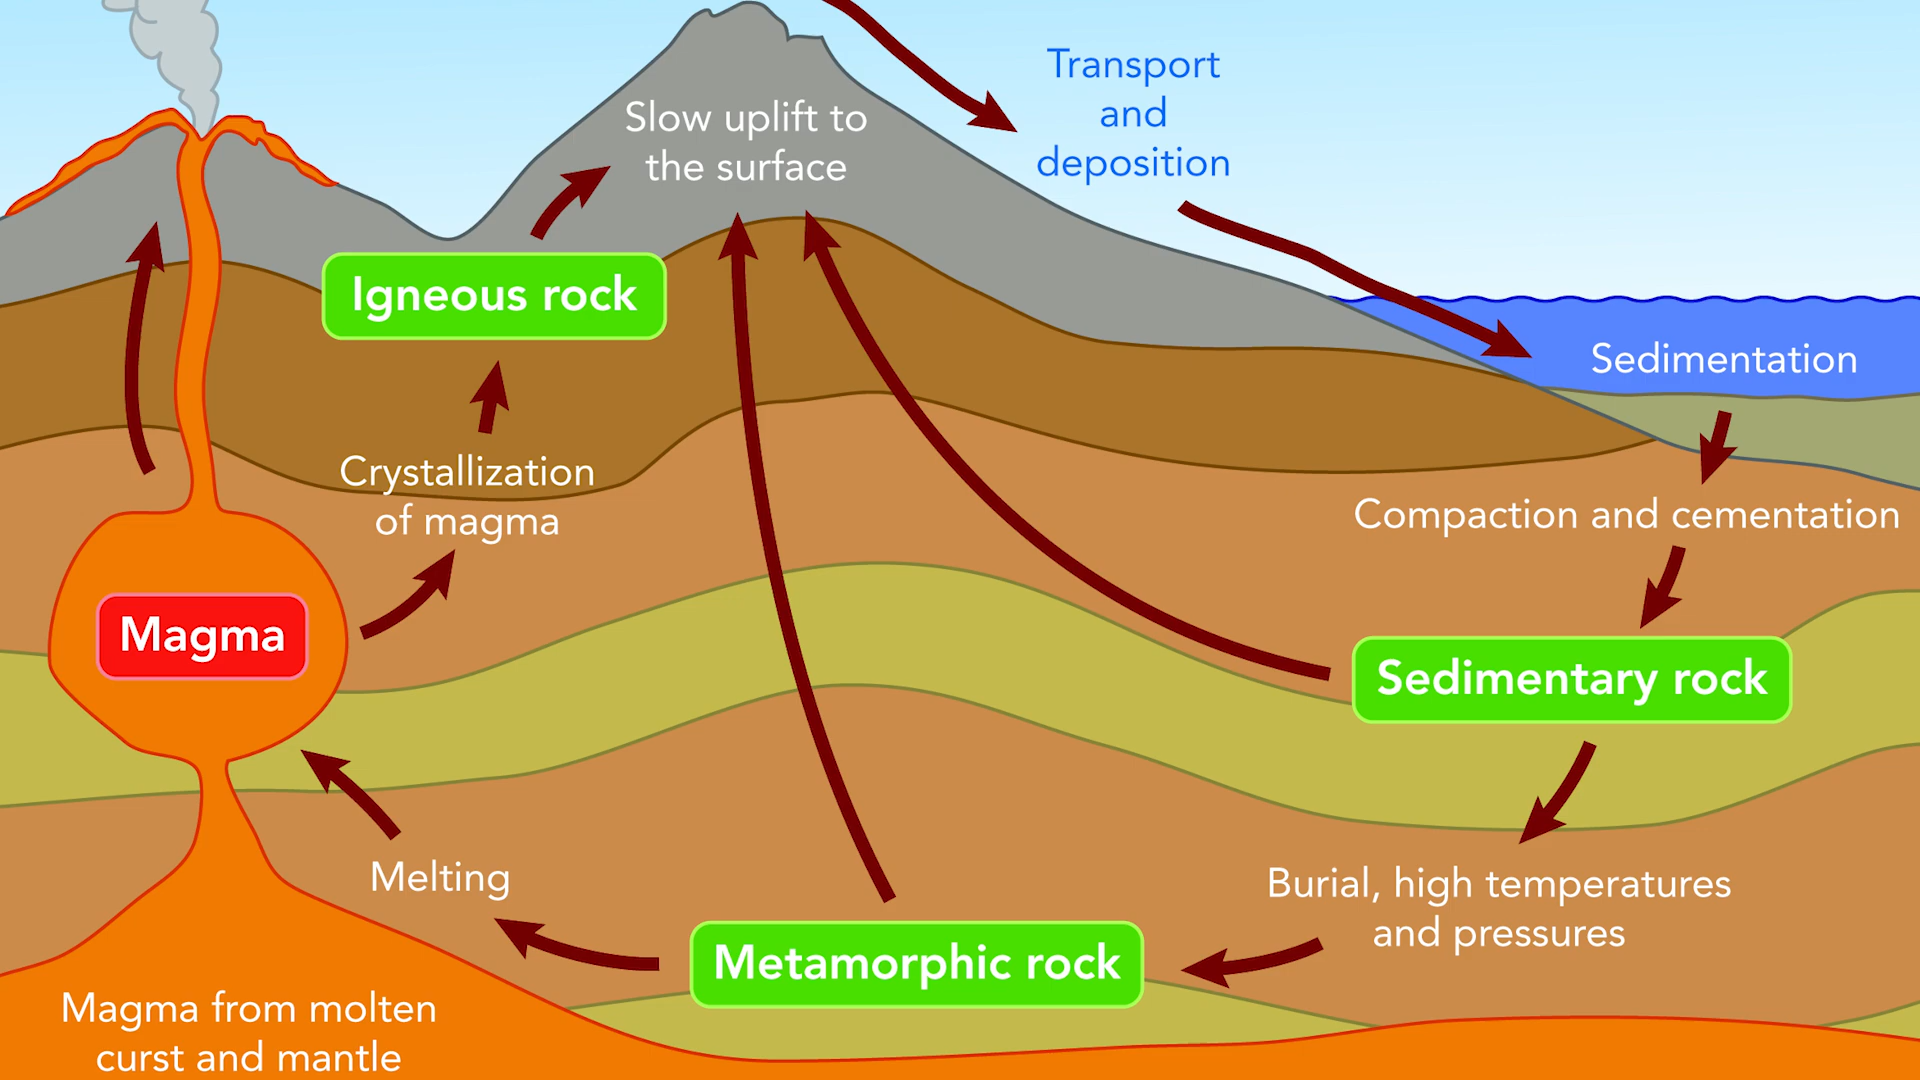 Transport
and
deposition
Slow uplift to
the surface
Igneous rock
Sedimentation
Crystallization
of magma
Compaction and cementation
Magma
Sedimentary rock
Melting
Burial, high temperatures
and pressures
Metamorphic rock
Magma from molten
curst and mantle